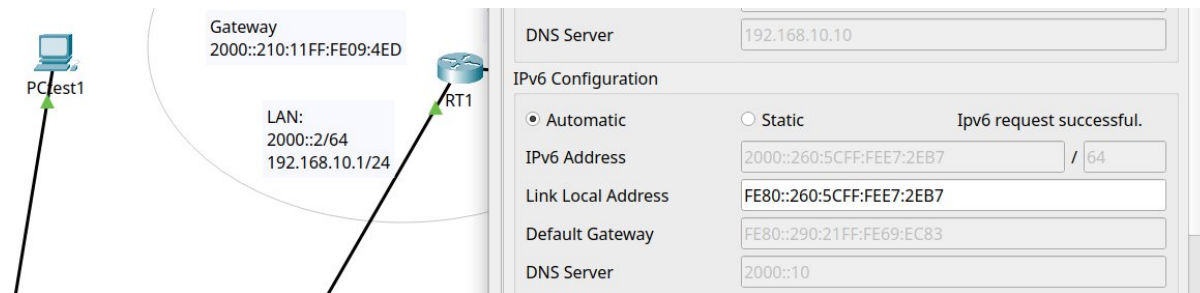 Gateway
2000::210:11FF:FE09:4ED
PCtest1
RT1
LAN:
2000::2/64
192.168.10.1/24
DNS Server 192.168.10.10
IPv6 Configuration
Automatic Static Ipv6 request successful.
IPv6 Address 2000::260:5CFF:FEE7:2EB7 / 64
Link Local Address FE80::260:5CFF:FEE7:2EB7
Default Gateway FE80::290:21FF:FE69:EC83
DNS Server 2000::10